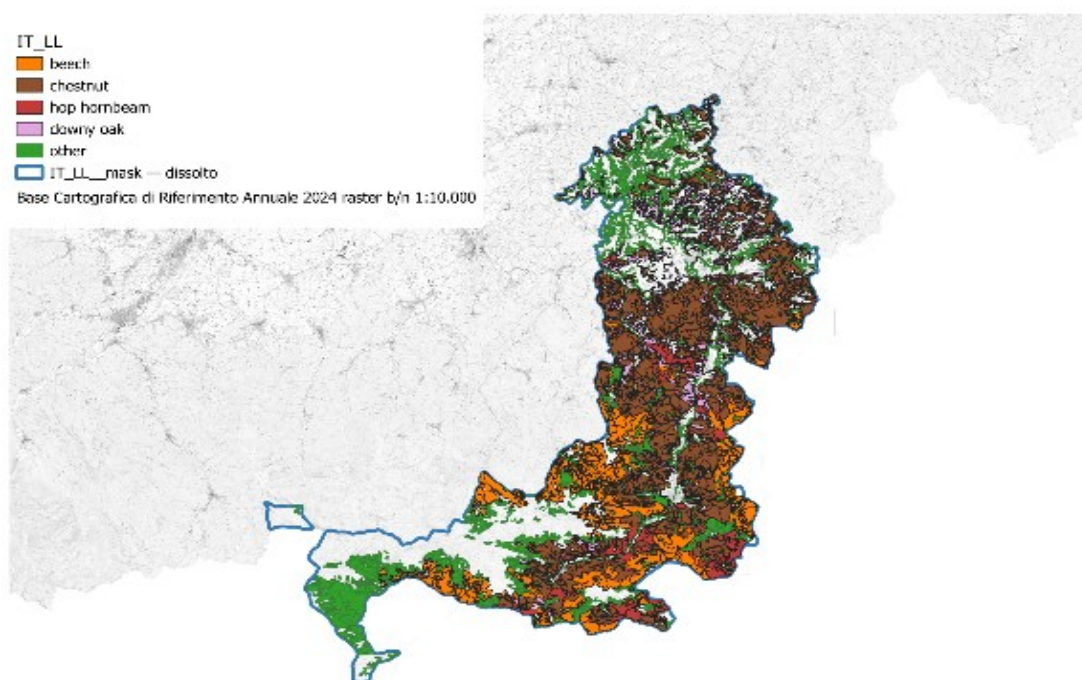 IT_LL
beech
chestnut
hop hornbeam
downy oak
other
IT_LL__mask — dissolto
Base Cartografica di Riferimento Annuale 2024 raster b/n 1:10.000